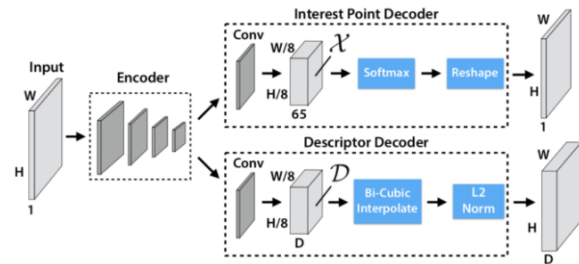 Interest Point Decoder
Conv
W/8
H/8
65
X
Softmax
Reshape
W
H
1
Input
W
H
1
Encoder
Descriptor Decoder
Conv
W/8
H/8
D
D
Bi-Cubic
Interpolate
L2
Norm
W
H
D